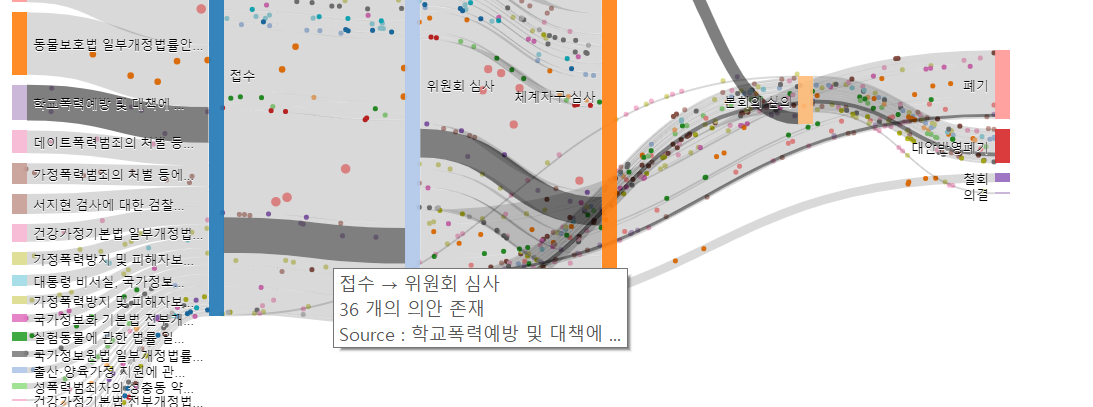 동물보호법 일부개정법률안...
학교폭력예방 및 대책에 ...
데이트폭력범죄의 처벌 등...
가정폭력범죄의 처벌 등에...
서지현 검사에 대한 검찰...
건강가정기본법 일부개정법...
가정폭력방지 및 피해자보...
대통령 비서실, 국가정보...
가정폭력방지 및 피해자보...
국가정보화 기본법 전부개...
실험동물에 관한 법률 일...
국가정보원법 일부개정법률...
출산·양육가정 지원에 관...
성폭력범죄자의 성충동 약...
건강가정기본법 전부개정법...
접수
위원회 심사
체계자구 심사
본회의 심의
폐기
대안반영폐기
철회
의결
접수 → 위원회 심사
36 개의 의안 존재
Source : 학교폭력예방 및 대책에 ...